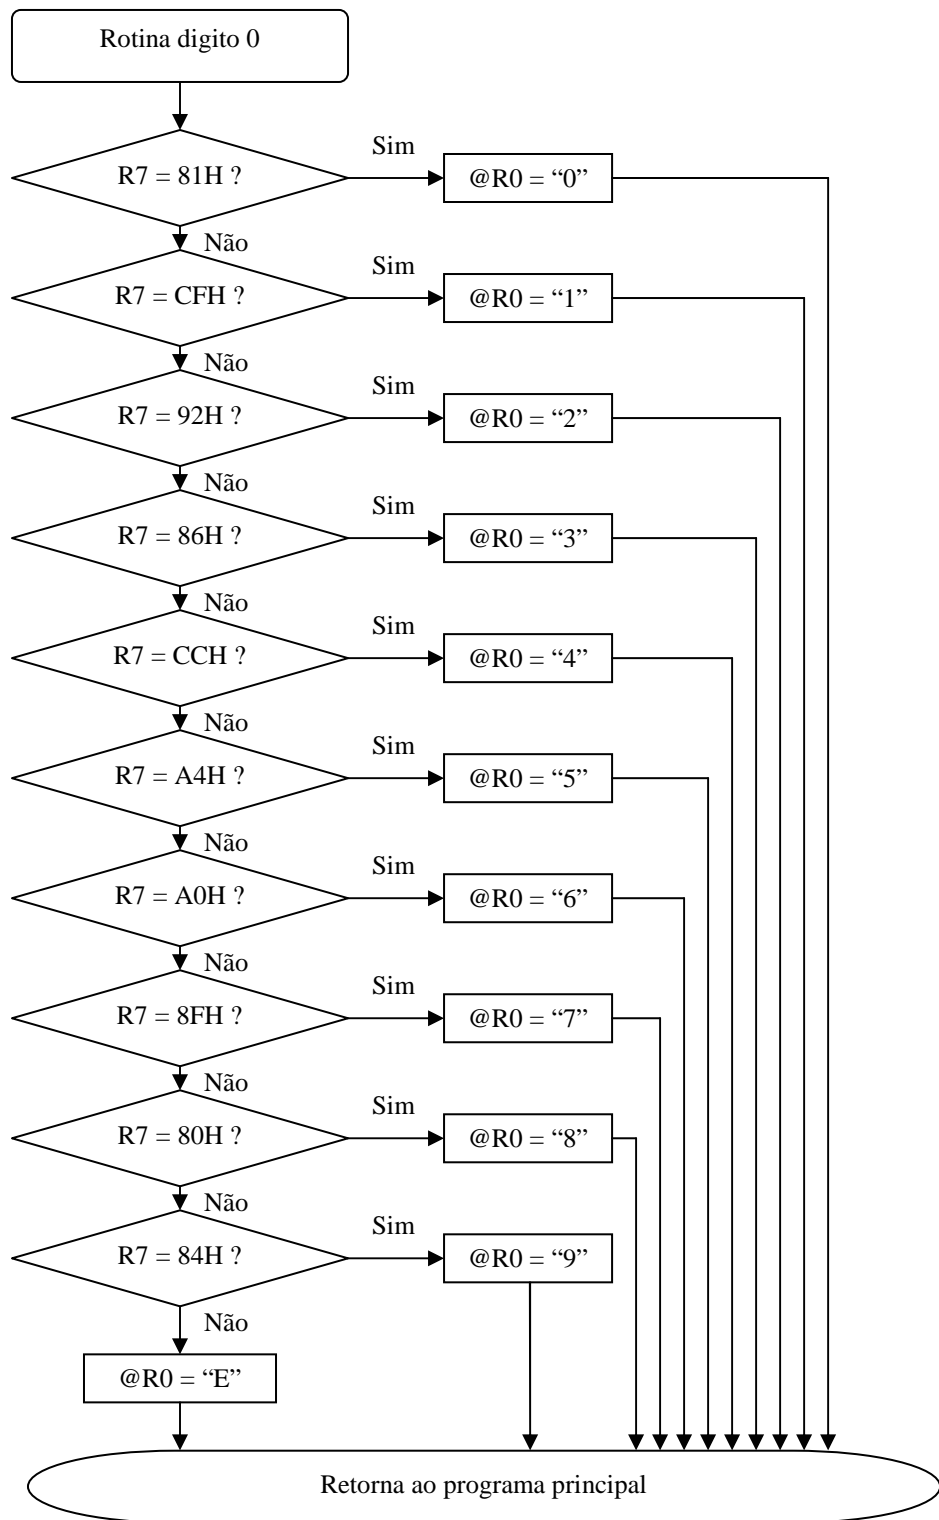 Rotina digito 0
Sim
R7 = 81H ?
@R0 = “0”
Não
Sim
R7 = CFH ?
@R0 = “1”
Não
Sim
R7 = 92H ?
@R0 = “2”
Não
Sim
R7 = 86H ?
@R0 = “3”
Não
Sim
R7 = CCH ?
@R0 = “4”
Não
Sim
R7 = A4H ?
@R0 = “5”
Não
Sim
R7 = A0H ?
@R0 = “6”
Não
Sim
R7 = 8FH ?
@R0 = “7”
Não
Sim
R7 = 80H ?
@R0 = “8”
Não
Sim
R7 = 84H ?
@R0 = “9”
Não
@R0 = “E”
Retorna ao programa principal